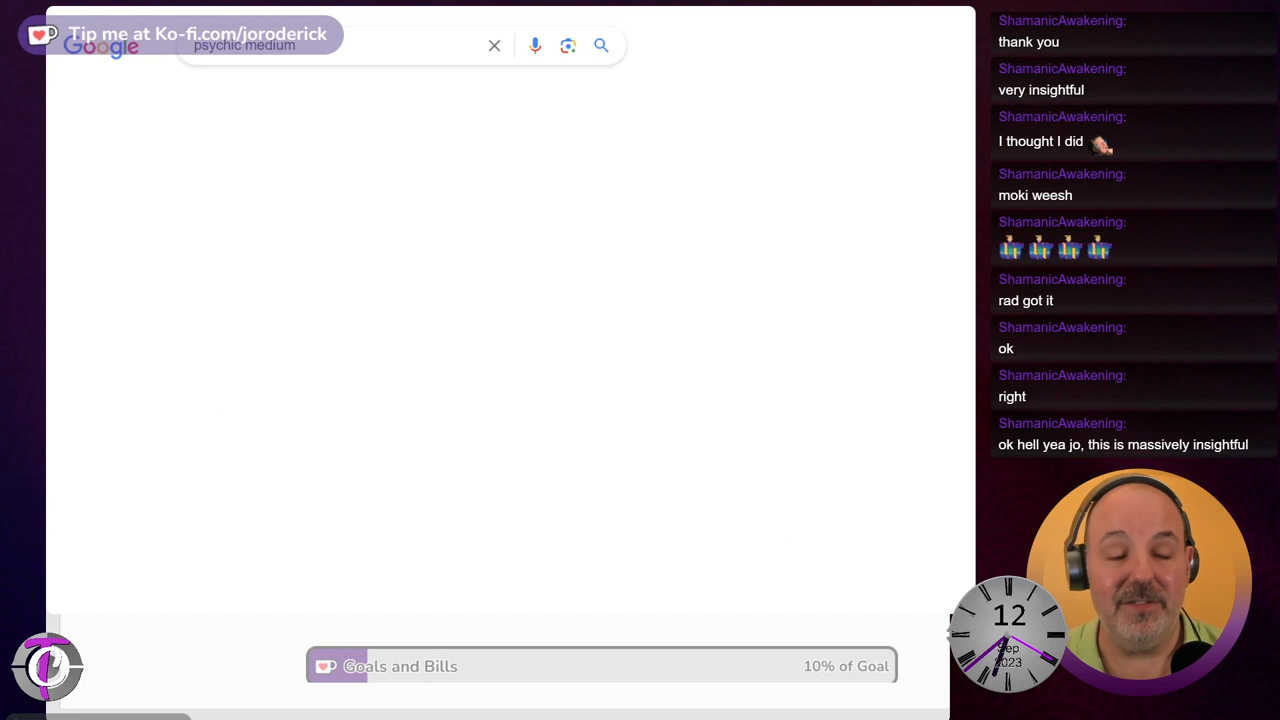 Tip me at Ko-fi.com/joroderick
Google
psychic medium
ShamanicAwakening:
thank you
ShamanicAwakening:
very insightful
ShamanicAwakening:
I thought I did
ShamanicAwakening:
moki weesh
ShamanicAwakening:
ShamanicAwakening:
rad got it
ShamanicAwakening:
ok
ShamanicAwakening:
right
ShamanicAwakening:
ok hell yea jo, this is massively insightful
12
Sep
2023
Goals and Bills
10% of Goal